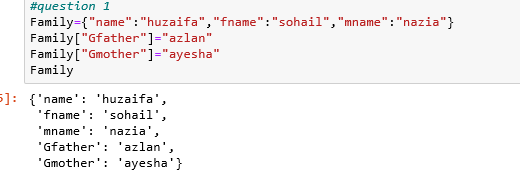 #question 1
Family={"name":"huzaifa","fname":"sohail","mname":"nazia"}
Family["Gfather"]="azlan"
Family["Gmother"]="ayesha"
Family
]: {'name': 'huzaifa',
'fname': 'sohail',
'mname': 'nazia',
'Gfather': 'azlan',
'Gmother': 'ayesha'}